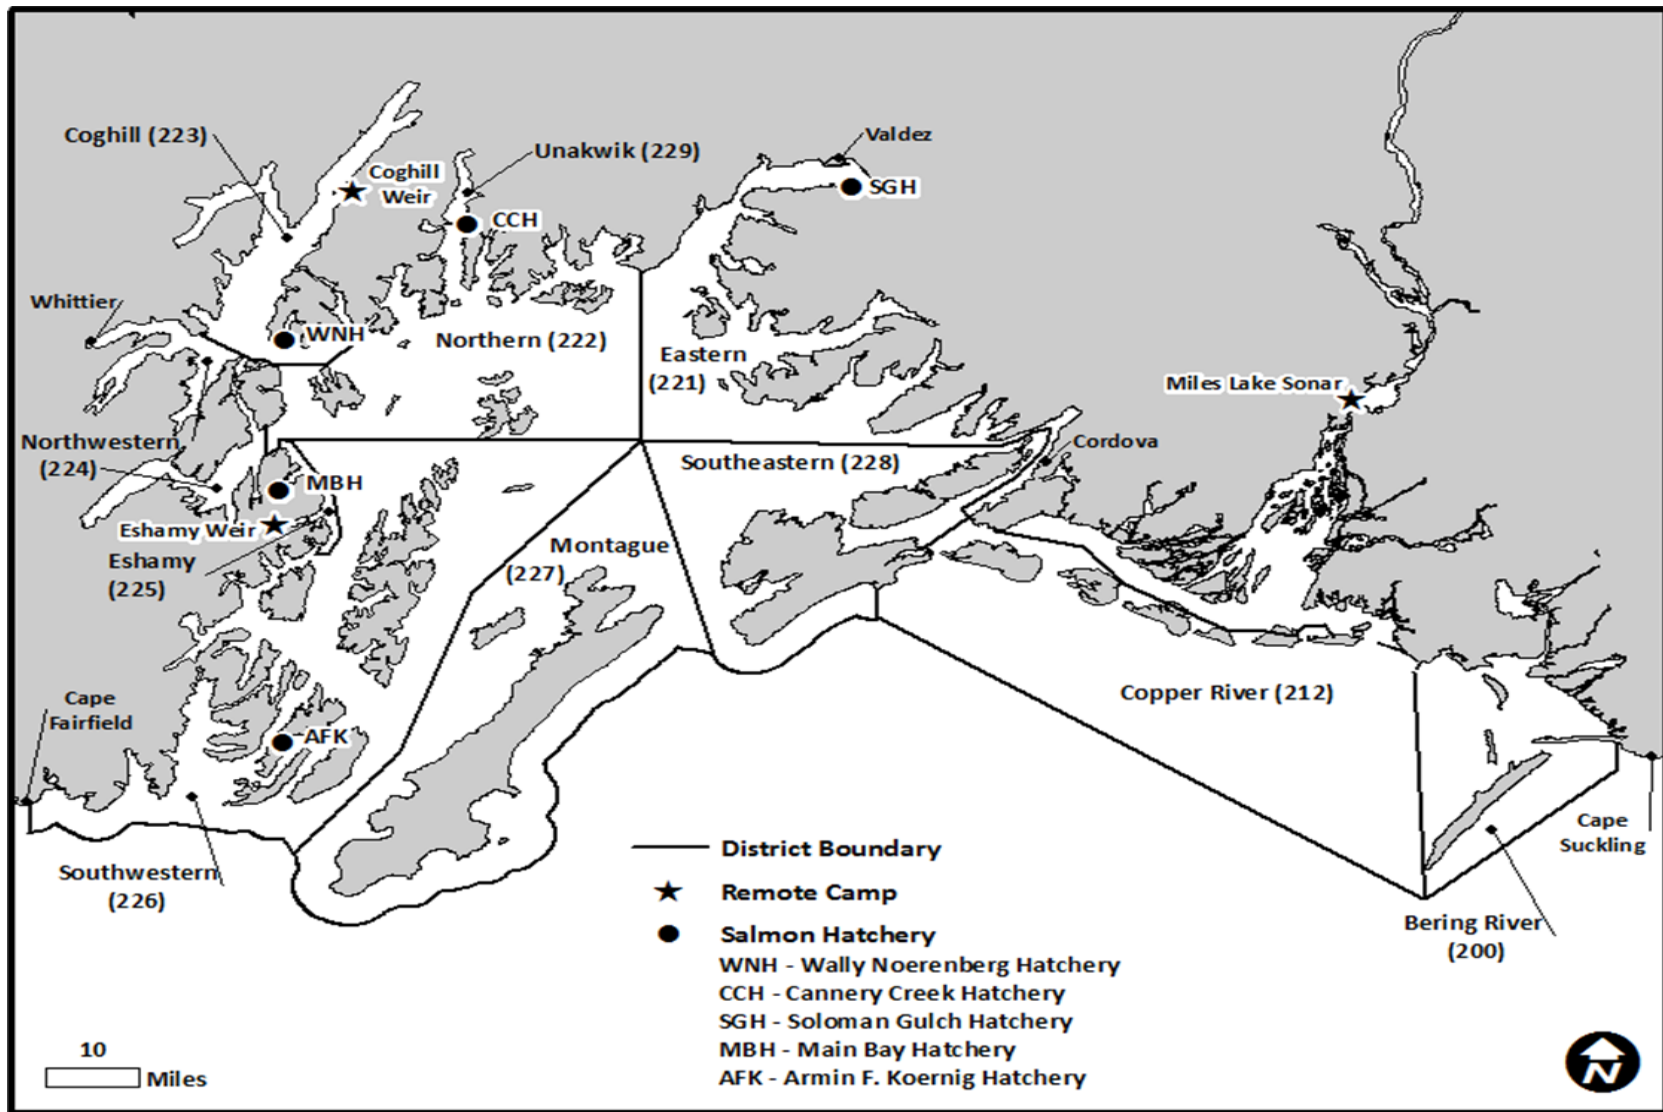 Coghill (223)
Coghill
Weir
Unakwik (229)
Valdez
SGH
CCH
Whittier
WNH
Northern (222)
Eastern
(221)
Miles Lake Sonar
Northwestern
(224)
Southeastern (228)
Cordova
MBH
Eshamy Weir
Eshamy
(225)
Montague
(227)
Cape
Fairfield
AFK
Copper River (212)
Southwestern
(226)
Cape
Suckling
Bering River
(200)
District Boundary
Remote Camp
Salmon Hatchery
WNH - Wally Noerenberg Hatchery
CCH - Cannery Creek Hatchery
SGH - Soloman Gulch Hatchery
MBH - Main Bay Hatchery
AFK - Armin F. Koernig Hatchery
10
Miles
N